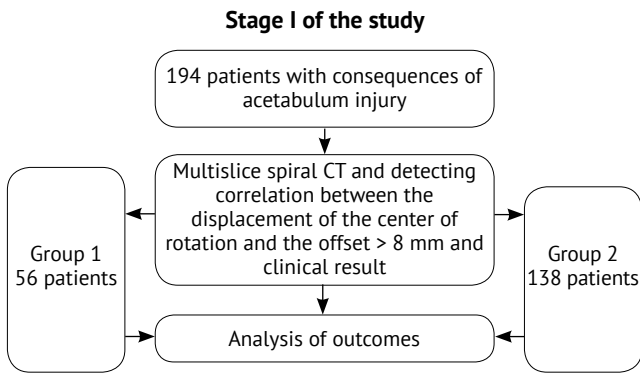 Stage I of the study
194 patients with consequences of
acetabulum injury
Multislice spiral CT and detecting
correlation between the
displacement of the center of
rotation and the offset > 8 mm and
clinical result
Group 1
56 patients
Group 2
138 patients
Analysis of outcomes